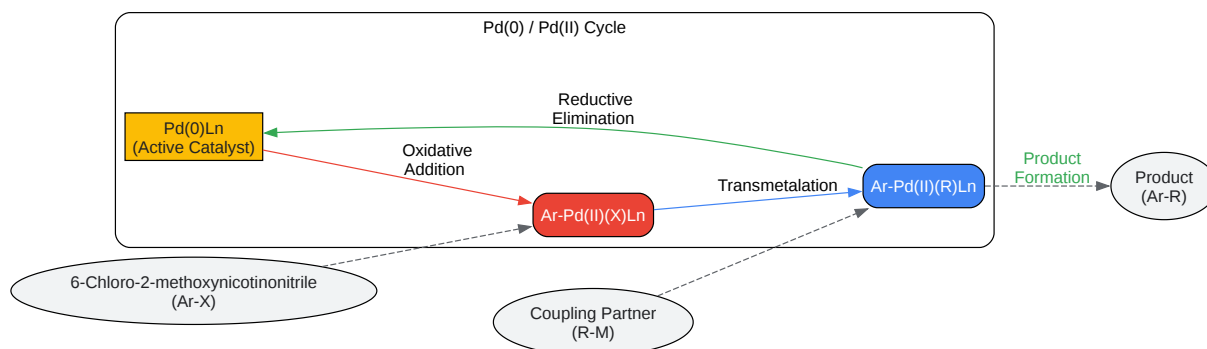 Pd(0) / Pd(II) Cycle
Reductive
Elimination
Pd(0)Ln
(Active Catalyst)
Oxidative
Addition
Product
Formation
Transmetalation
Ar-Pd(II)(R)Ln
Product
(Ar-R)
Ar-Pd(II)(X)Ln
6-Chloro-2-methoxynicotinonitrile
(Ar-X)
Coupling Partner
(R-M)